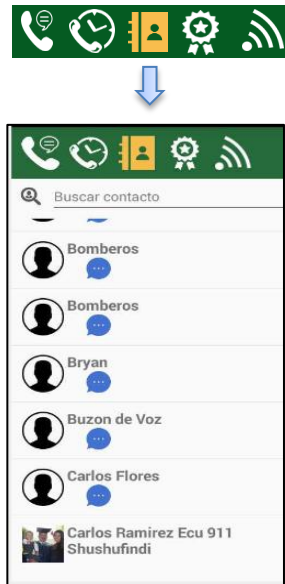 Buscar contacto
Bomberos
Bomberos
Bryan
Buzon de Voz
Carlos Flores
Carlos Ramirez Ecu 911
Shushufindi